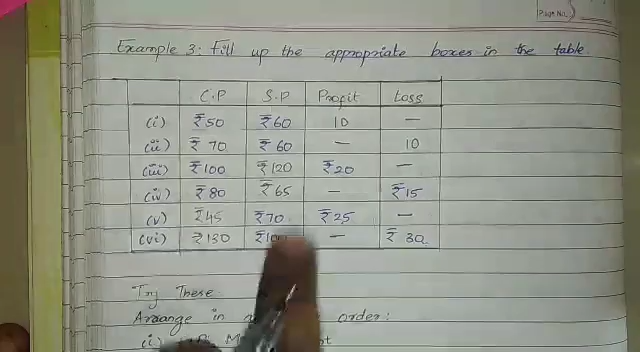 Page No.
Example 3: Fill up the appropriate boxes in the table.
C.P S.P Profit Loss
(i) ₹50 ₹60 10 —
(ii) ₹70 ₹60 — 10
(iii) ₹100 ₹120 ₹20 —
(iv) ₹80 ₹65 — ₹15
(v) ₹45 ₹70 ₹25 —
(vi) ₹130 — ₹30
Try These
Arrange in order:
(i)